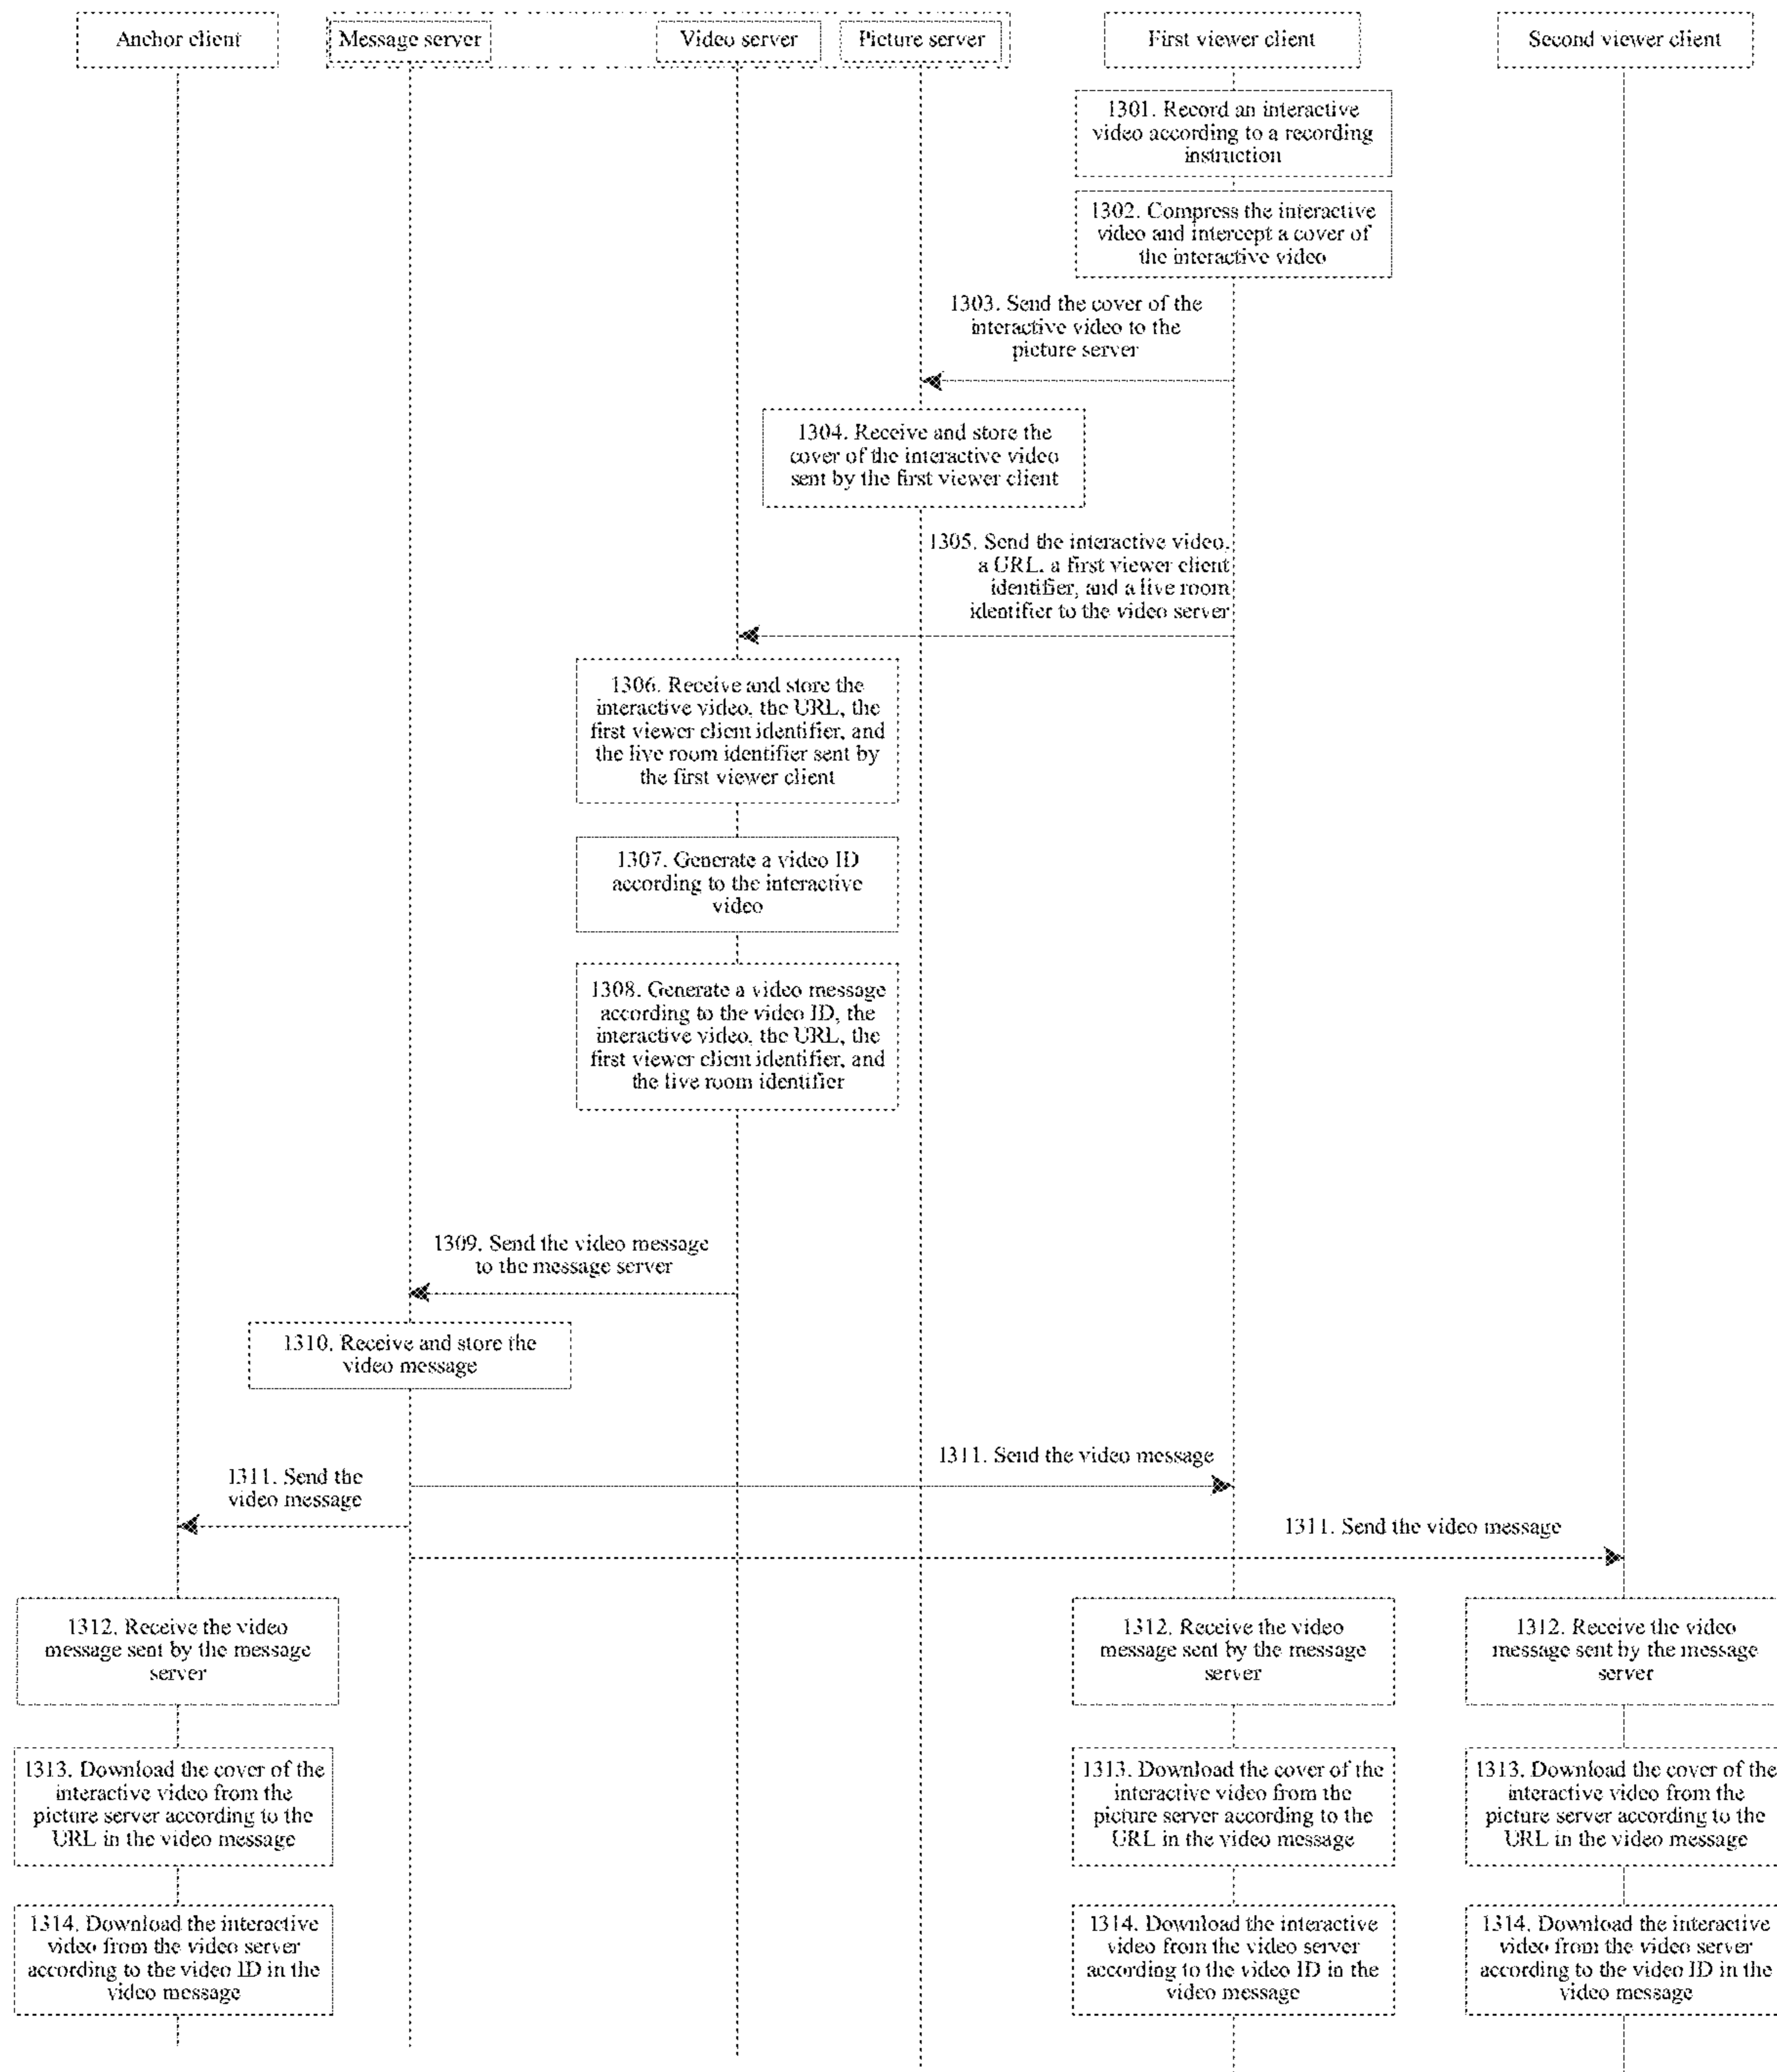 Anchor client
Message server
Video server
Picture server
First viewer client
Second viewer client
1301. Record an interactive
video according to a recording
instruction
1302. Compress the interactive
video and intercept a cover of
the interactive video
1303. Send the cover of the
interactive video to the
picture server
1304. Receive and store the
cover of the interactive video
sent by the first viewer client
1305. Send the interactive video,
a URL, a first viewer client
identifier, and a live room
identifier to the video server
1306. Receive and store the
interactive video, the URL, the
first viewer client identifier, and
the live room identifier sent by
the first viewer client
1307. Generate a video ID
according to the interactive
video
1308. Generate a video message
according to the video ID, the
interactive video, the URL, the
first viewer client identifier, and
the live room identifier
1309. Send the video message
to the message server
1310. Receive and store the
video message
1311. Send the video message
1311. Send the
video message
1311. Send the video message
1312. Receive the video
message sent by the message
server
1312. Receive the video
message sent by the message
server
1312. Receive the video
message sent by the message
server
1313. Download the cover of the
interactive video from the
picture server according to the
URL in the video message
1313. Download the cover of the
interactive video from the
picture server according to the
URL in the video message
1313. Download the cover of the
interactive video from the
picture server according to the
URL in the video message
1314. Download the interactive
video from the video server
according to the video ID in the
video message
1314. Download the interactive
video from the video server
according to the video ID in the
video message
1314. Download the interactive
video from the video server
according to the video ID in the
video message